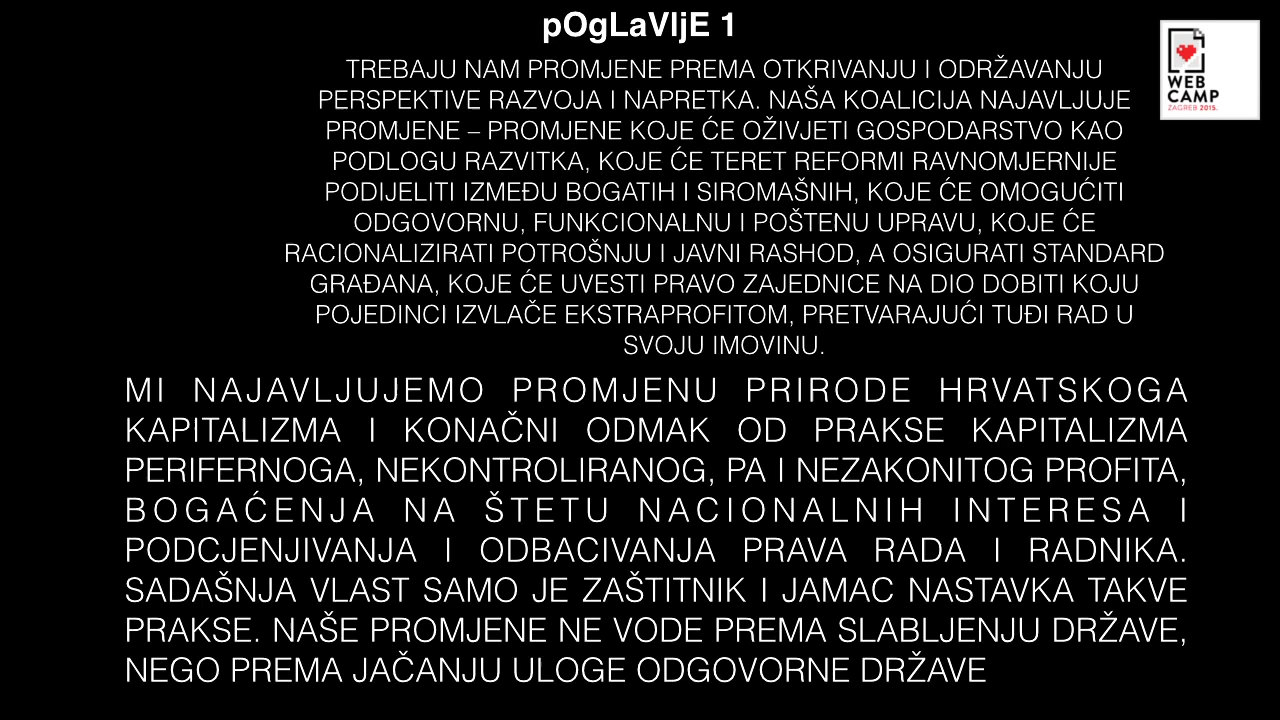 pOgLaVljE 1
TREBAJU NAM PROMJENE PREMA OTKRIVANJU I ODRŽAVANJU
PERSPEKTIVE RAZVOJA I NAPRETKA. NAŠA KOALICIJA NAJAVLJUJE
PROMJENE – PROMJENE KOJE ĆE OŽIVJETI GOSPODARSTVO KAO
PODLOGU RAZVITKA, KOJE ĆE TERET REFORMI RAVNOMJERNIJE
PODIJELITI IZMEĐU BOGATIH I SIROMAŠNIH, KOJE ĆE OMOGUĆITI
ODGOVORNU, FUNKCIONALNU I POŠTENU UPRAVU, KOJE ĆE
RACIONALIZIRATI POTROŠNJU I JAVNI RASHOD, A OSIGURATI STANDARD
GRAĐANA, KOJE ĆE UVESTI PRAVO ZAJEDNICE NA DIO DOBITI KOJU
POJEDINCI IZVLAČE EKSTRAPROFITOM, PRETVARAJUĆI TUĐI RAD U
SVOJU IMOVINU.
MI NAJAVLJUJEMO PROMJENU PRIRODE HRVATSKOGA
KAPITALIZMA I KONAČNI ODMAK OD PRAKSE KAPITALIZMA
PERIFERNOGA, NEKONTROLIRANOG, PA I NEZAKONITOG PROFITA,
BOGAĆENJA NA ŠTETU NACIONALNIH INTERESA I
PODCJENJIVANJA I ODBACIVANJA PRAVA RADA I RADNIKA.
SADAŠNJA VLAST SAMO JE ZAŠTITNIK I JAMAC NASTAVKA TAKVE
PRAKSE. NAŠE PROMJENE NE VODE PREMA SLABLJENJU DRŽAVE,
NEGO PREMA JAČANJU ULOGE ODGOVORNE DRŽAVE
WEB
CAMP
ZAGREB 2015.